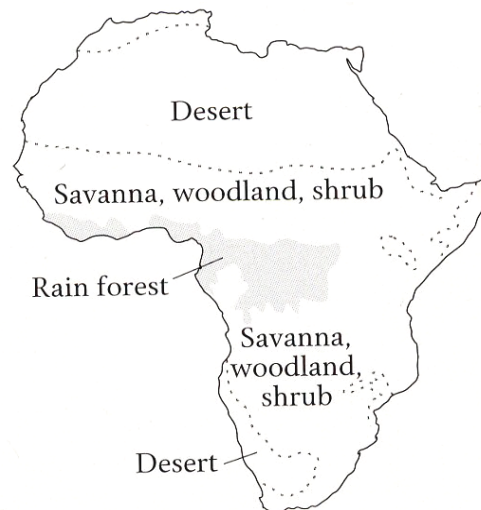 Desert
Savanna, woodland, shrub
Rain forest
Savanna,
woodland,
shrub
Desert